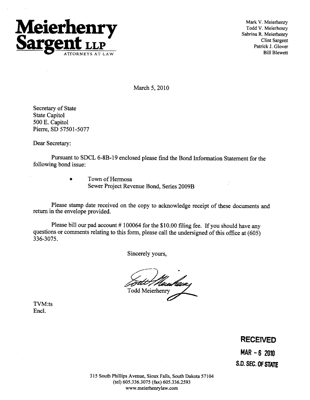 Meierhenry
Sargent LLP
ATTORNEYS AT LAW
Mark V. Meierhenry
Todd V. Meierhenry
Sabrina R. Meierhenry
Clint Sargent
Patrick J. Glover
Bill Blewett
March 5, 2010
Secretary of State
State Capitol
500 E. Capitol
Pierre, SD 57501-5077
Dear Secretary:
Pursuant to SDCL 6-8B-19 enclosed please find the Bond Information Statement for the
following bond issue:
• Town of Hermosa
Sewer Project Revenue Bond, Series 2009B
Please stamp date received on the copy to acknowledge receipt of these documents and
return in the envelope provided.
Please bill our pad account # 100064 for the $10.00 filing fee. If you should have any
questions or comments relating to this form, please call the undersigned of this office at (605)
336-3075.
Sincerely yours,
Todd Meierhenry
Todd Meierhenry
TVM:ts
Encl.
RECEIVED
MAR - 6 2010
S.D. SEC. OF STATE
315 South Phillips Avenue, Sioux Falls, South Dakota 57104
(tel) 605.336.3075 (fax) 605.336.2593
www.meierhenrylaw.com